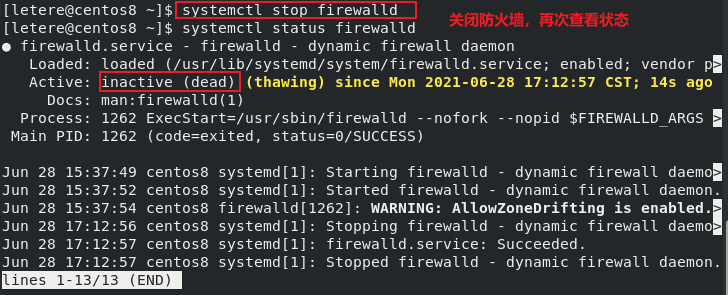 [letere@centos8 ~]$ systemctl stop firewalld
关闭防火墙，再次查看状态
[letere@centos8 ~]$ systemctl status firewalld
● firewalld.service - firewalld - dynamic firewall daemon
Loaded: loaded (/usr/lib/systemd/system/firewalld.service; enabled; vendor p>
Active: inactive (dead) (thawing) since Mon 2021-06-28 17:12:57 CST; 14s ago
Docs: man:firewalld(1)
Process: 1262 ExecStart=/usr/sbin/firewalld --nofork --nopid $FIREWALLD_ARGS >
Main PID: 1262 (code=exited, status=0/SUCCESS)
Jun 28 15:37:49 centos8 systemd[1]: Starting firewalld - dynamic firewall daemo>
Jun 28 15:37:52 centos8 systemd[1]: Started firewalld - dynamic firewall daemon.
Jun 28 15:37:54 centos8 firewalld[1262]: WARNING: AllowZoneDrifting is enabled.>
Jun 28 17:12:56 centos8 systemd[1]: Stopping firewalld - dynamic firewall daemo>
Jun 28 17:12:57 centos8 systemd[1]: firewalld.service: Succeeded.
Jun 28 17:12:57 centos8 systemd[1]: Stopped firewalld - dynamic firewall daemon.
lines 1-13/13 (END)